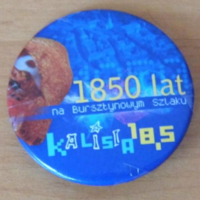 1850 lat
na Bursztynowym Szlaku
KALISIA 18,5